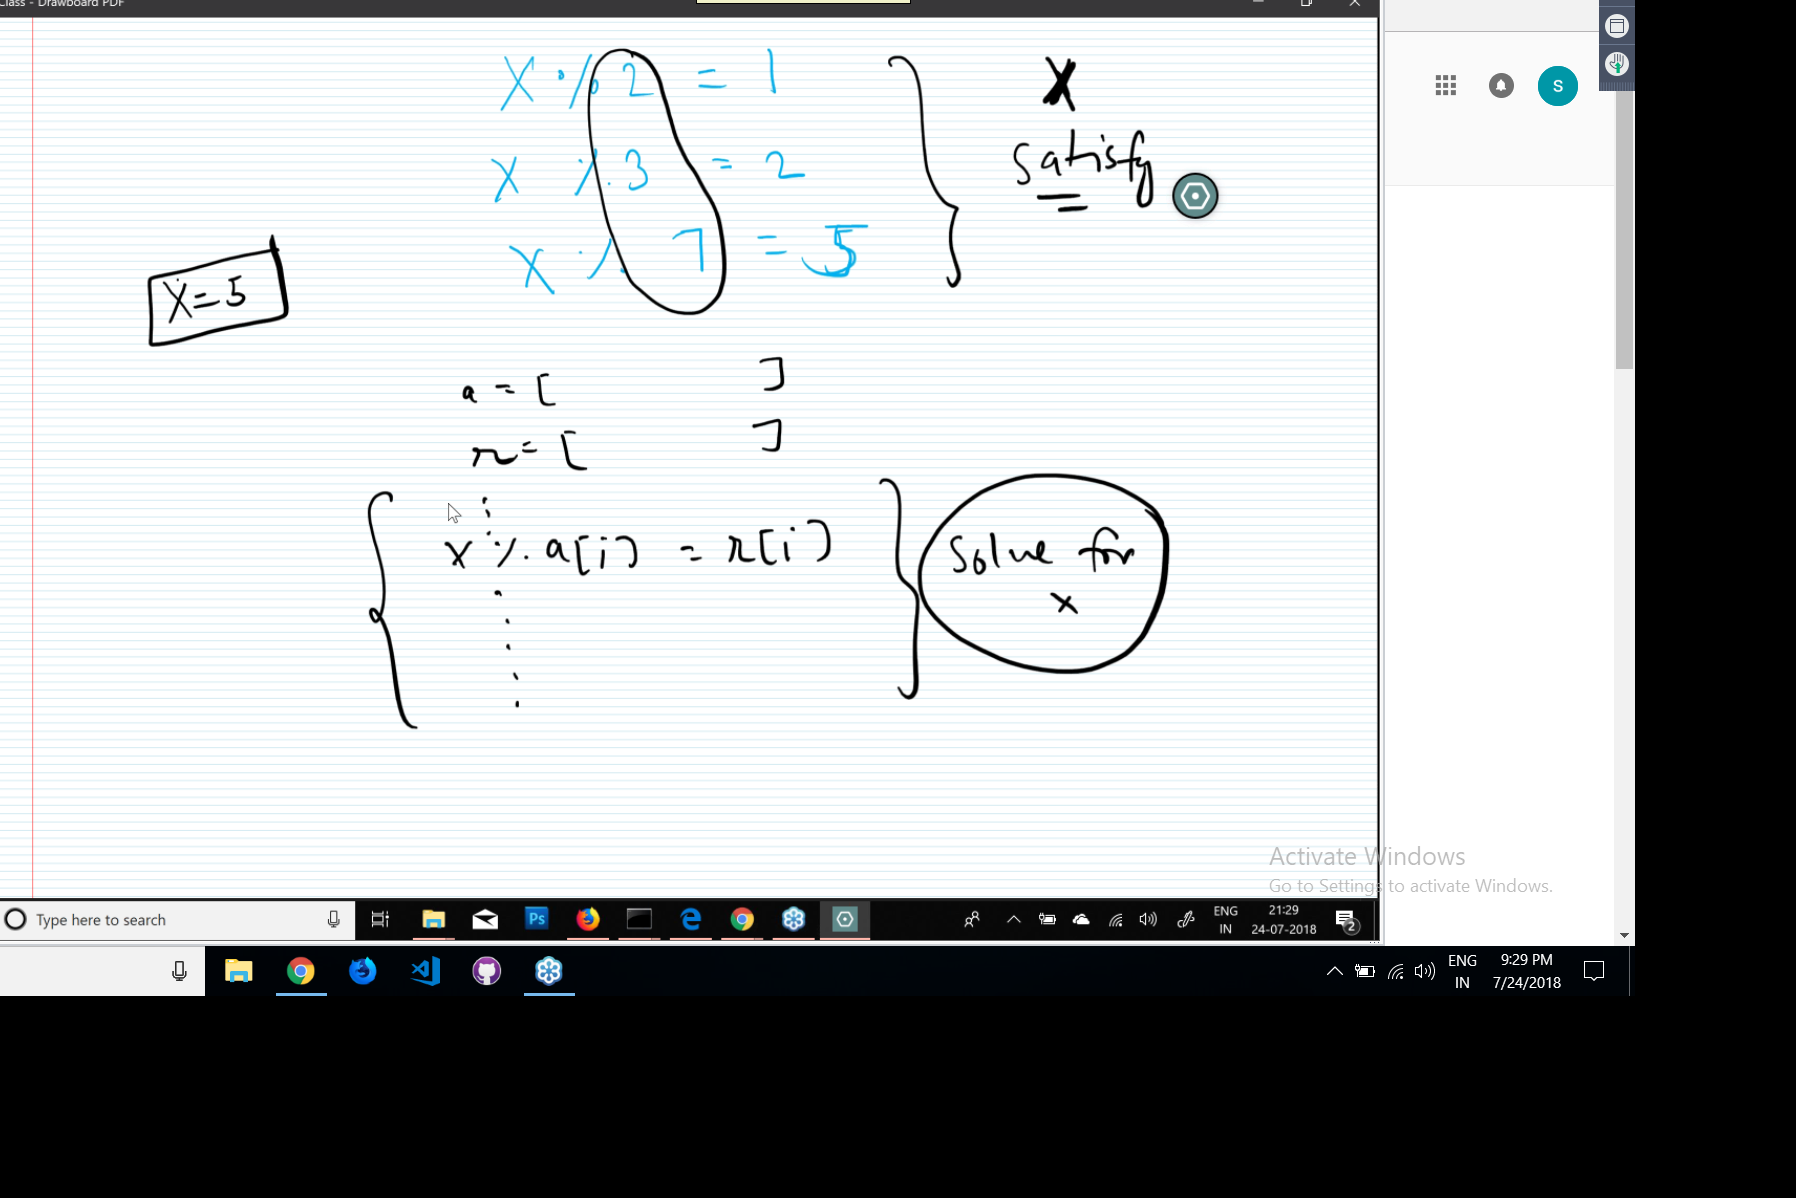 Class - Drawboard PDF
X % 2 = 1
X % 3 = 2
X % 7 = 5
X
satisfy
S
X = 5
a = [ ]
r = [ ]
x % a[i] = r[i]
Solve for
x
Activate Windows
Go to Settings to activate Windows.
Type here to search
Ps
ENG
IN
21:29
24-07-2018
2
ENG
IN
9:29 PM
7/24/2018